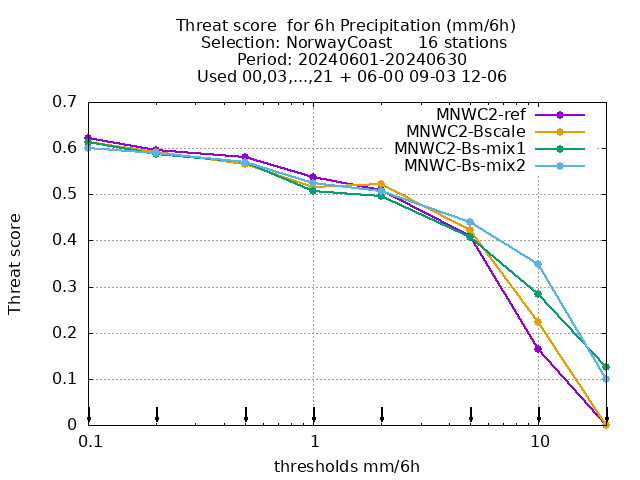 Threat score  for 6h Precipitation (mm/6h)
Selection: NorwayCoast     16 stations
Period: 20240601-20240630
Used 00,03,...,21 + 06-00 09-03 12-06
MNWC2-ref
MNWC2-Bscale
MNWC2-Bs-mix1
MNWC-Bs-mix2
0.7
0.6
0.5
0.4
0.3
0.2
0.1
0
Threat score
0.1 1 10
thresholds mm/6h